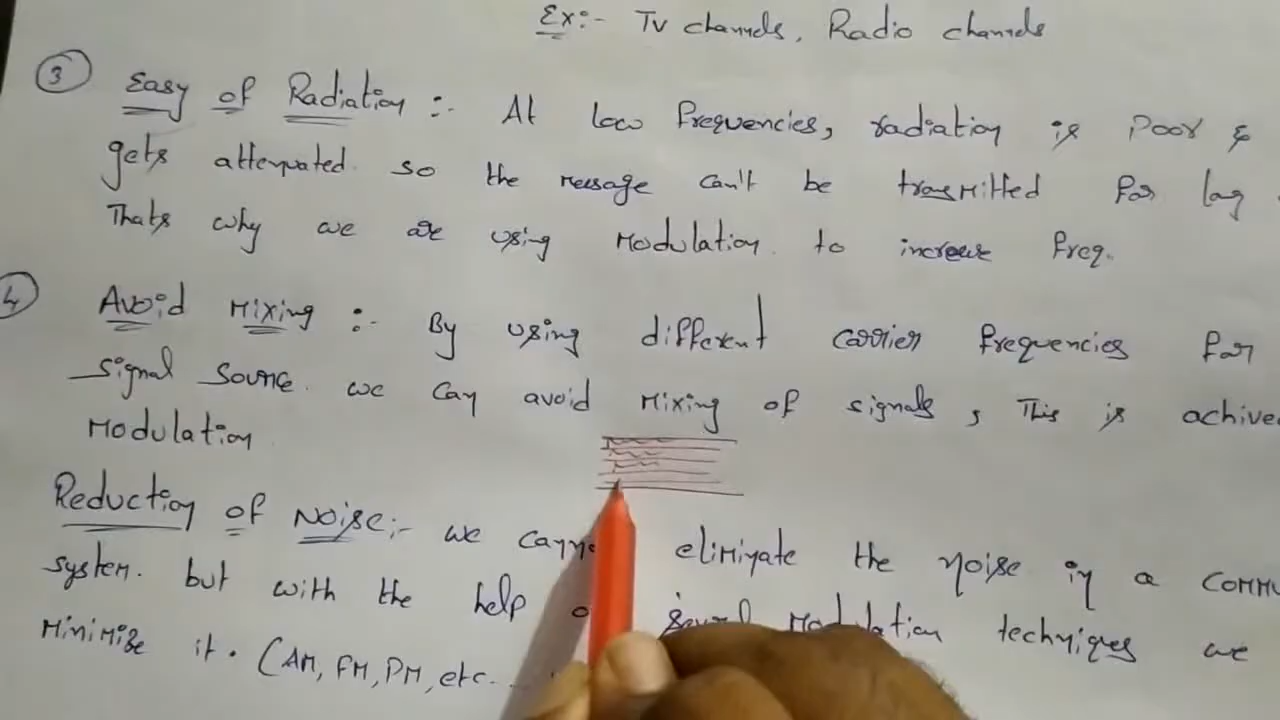 Ex:- TV channels, Radio channels
③ Easy of Radiation :- At low frequencies, radiation is poor &
gets attenuated. so the message can't be transmitted for long
Thats why we are using Modulation. to increase freq.
④ Avoid Mixing :- By using different carrier frequencies for
signal source. we can avoid mixing of signals, This is achived
Modulation.
Reduction of Noise:- we eliminate the noise in a
system. but with the help several Modulation techniques we
Minimise it. (AM, FM, PM, etc...